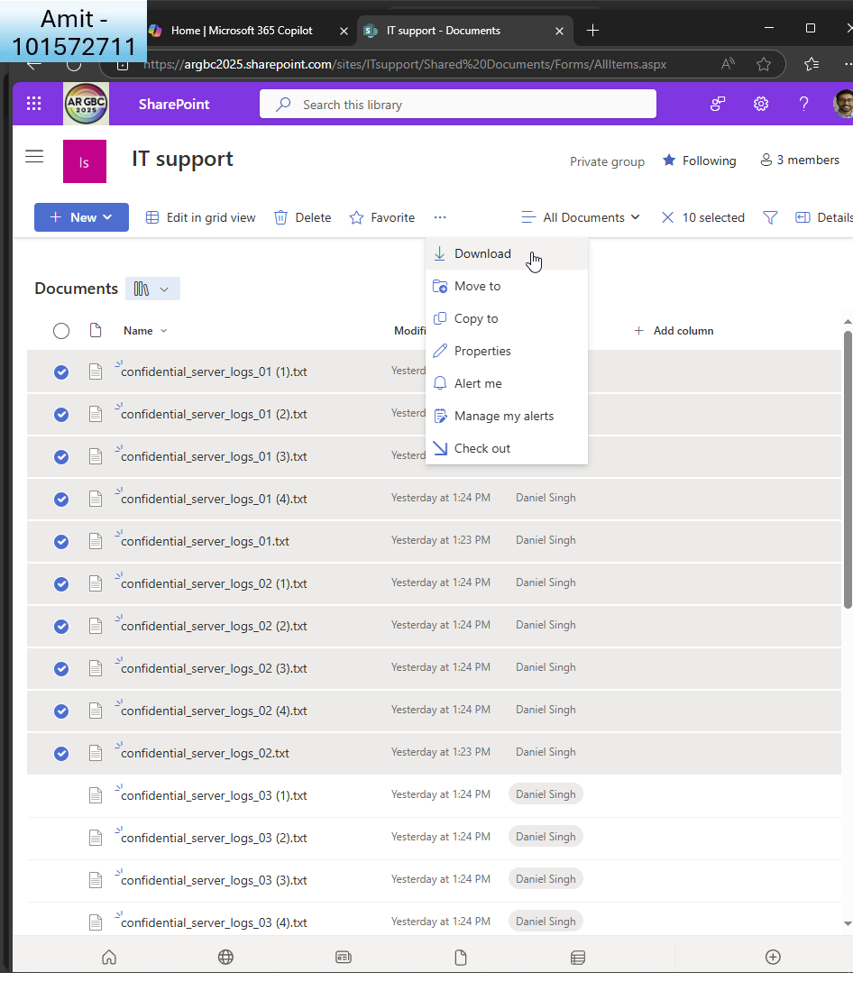 Amit -
101572711
Home | Microsoft 365 Copilot
IT support - Documents
https://argbc2025.sharepoint.com/sites/ITsupport/Shared%20Documents/Forms/AllItems.aspx
AR GBC
2025
SharePoint
Search this library
Is
IT support
Private group
Following
3 members
New
Edit in grid view
Delete
Favorite
All Documents
10 selected
Details
Download
Move to
Copy to
Properties
Alert me
Manage my alerts
Check out
Documents
Name
Modifi
Add column
confidential_server_logs_01 (1).txt Yesterd
confidential_server_logs_01 (2).txt Yesterd
confidential_server_logs_01 (3).txt Yesterd
confidential_server_logs_01 (4).txt Yesterday at 1:24 PM Daniel Singh
confidential_server_logs_01.txt Yesterday at 1:23 PM Daniel Singh
confidential_server_logs_02 (1).txt Yesterday at 1:24 PM Daniel Singh
confidential_server_logs_02 (2).txt Yesterday at 1:24 PM Daniel Singh
confidential_server_logs_02 (3).txt Yesterday at 1:24 PM Daniel Singh
confidential_server_logs_02 (4).txt Yesterday at 1:24 PM Daniel Singh
confidential_server_logs_02.txt Yesterday at 1:23 PM Daniel Singh
confidential_server_logs_03 (1).txt Yesterday at 1:24 PM Daniel Singh
confidential_server_logs_03 (2).txt Yesterday at 1:24 PM Daniel Singh
confidential_server_logs_03 (3).txt Yesterday at 1:24 PM Daniel Singh
confidential_server_logs_03 (4).txt Yesterday at 1:24 PM Daniel Singh